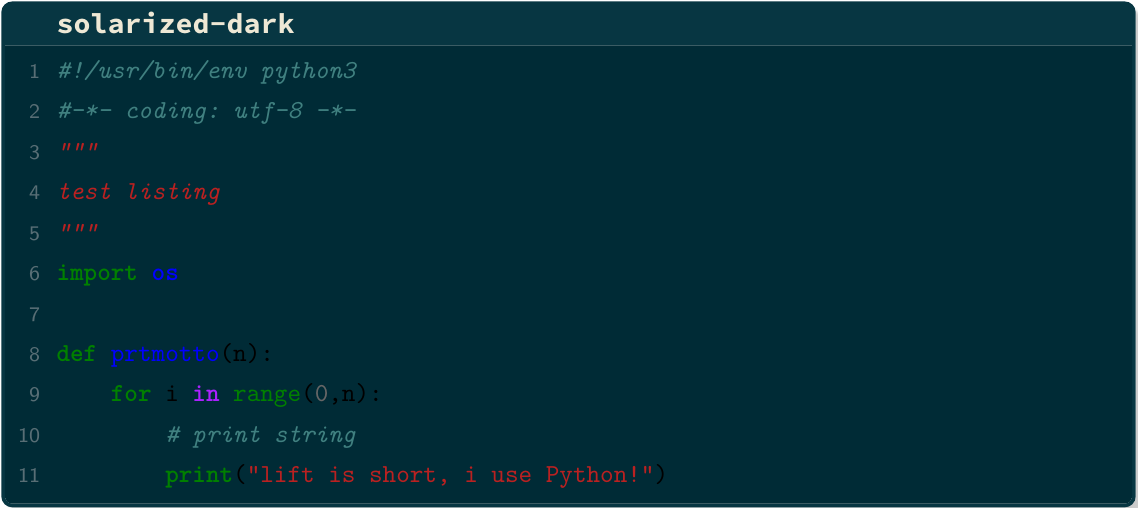 solarized-dark
1 #!/usr/bin/env python3
2 #-*- coding: utf-8 -*-
3 """
4 test listing
5 """
6 import os
7
8 def prtmotto(n):
9     for i in range(0,n):
10         # print string
11         print("lift is short, i use Python!")